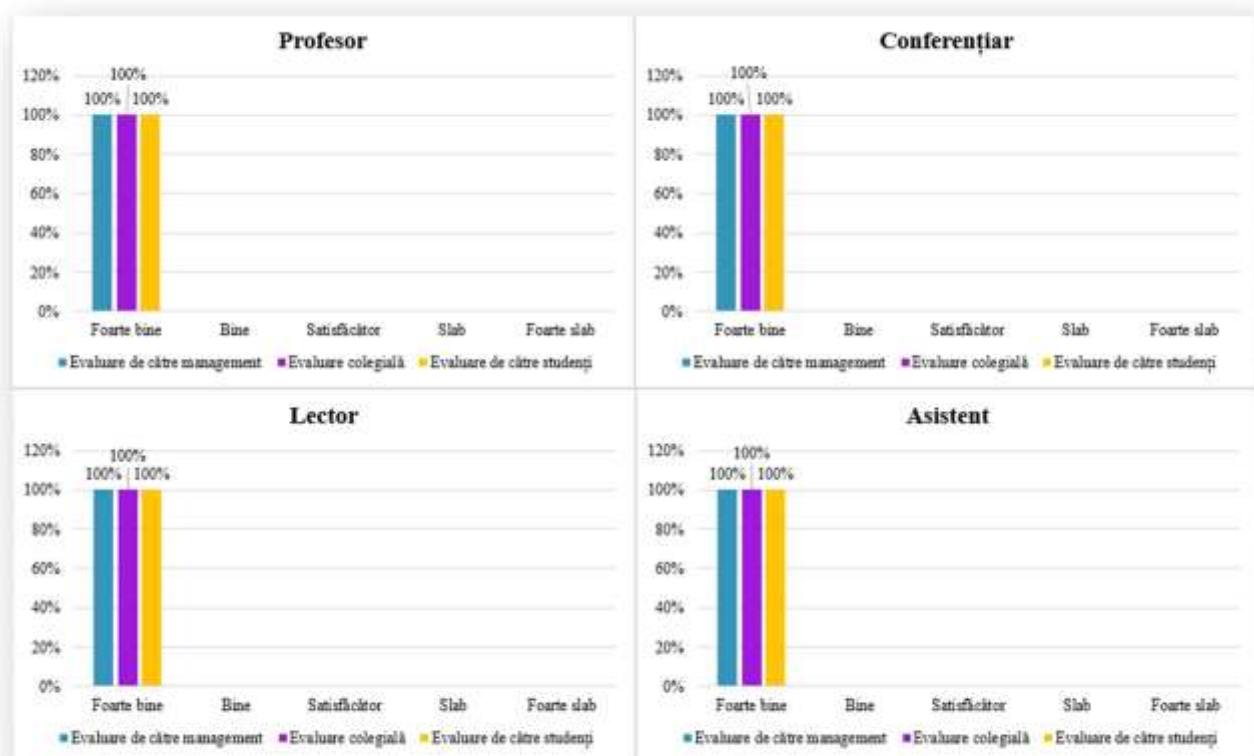 Profesor
120%
100%
100%
100%
100%
80%
60%
40%
20%
0%
Foarte bine
Bine
Satisfăcător
Slab
Foarte slab
Evaluare de către management
Evaluare colegială
Evaluare de către studenți
Conferențiar
120%
100%
100%
100%
100%
80%
60%
40%
20%
0%
Foarte bine
Bine
Satisfăcător
Slab
Foarte slab
Evaluare de către management
Evaluare colegială
Evaluare de către studenți
Lector
120%
100%
100%
100%
100%
80%
60%
40%
20%
0%
Foarte bine
Bine
Satisfăcător
Slab
Foarte slab
Evaluare de către management
Evaluare colegială
Evaluare de către studenți
Asistent
120%
100%
100%
100%
100%
80%
60%
40%
20%
0%
Foarte bine
Bine
Satisfăcător
Slab
Foarte slab
Evaluare de către management
Evaluare colegială
Evaluare de către studenți